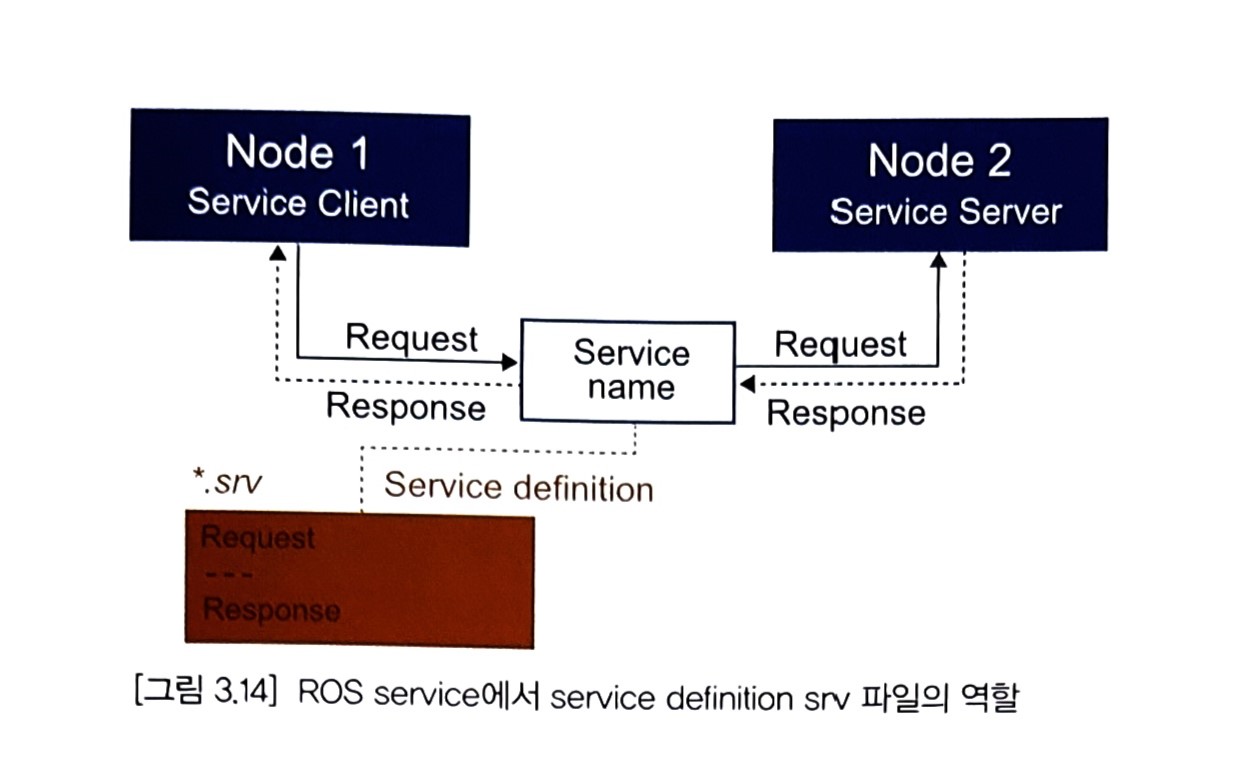 Node 1
Service Client
Node 2
Service Server
Request
Response
Service
name
Request
Response
*.srv
Service definition
Request
---
Response
[그림 3.14] ROS service에서 service definition srv 파일의 역할